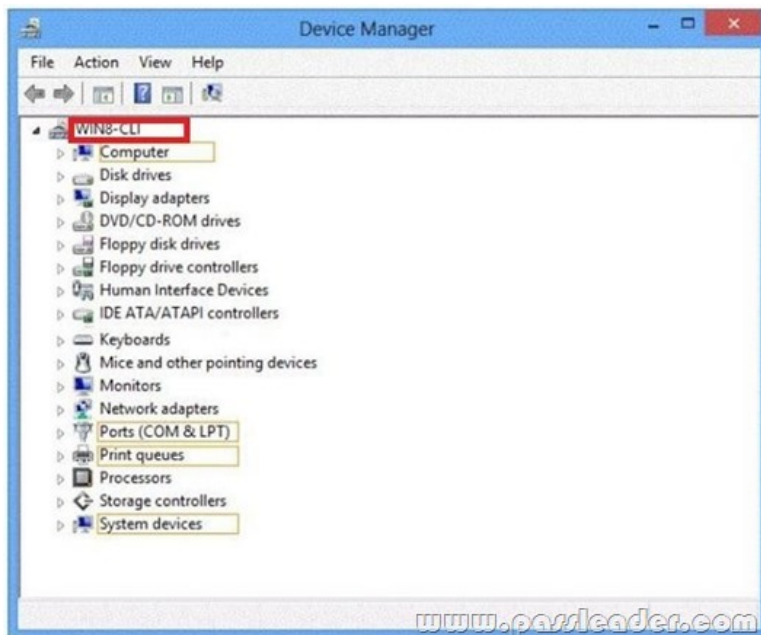 Device Manager
File Action View Help
WIN8-CLI
Computer
Disk drives
Display adapters
DVD/CD-ROM drives
Floppy disk drives
Floppy drive controllers
Human Interface Devices
IDE ATA/ATAPI controllers
Keyboards
Mice and other pointing devices
Monitors
Network adapters
Ports (COM & LPT)
Print queues
Processors
Storage controllers
System devices
www.passleader.com